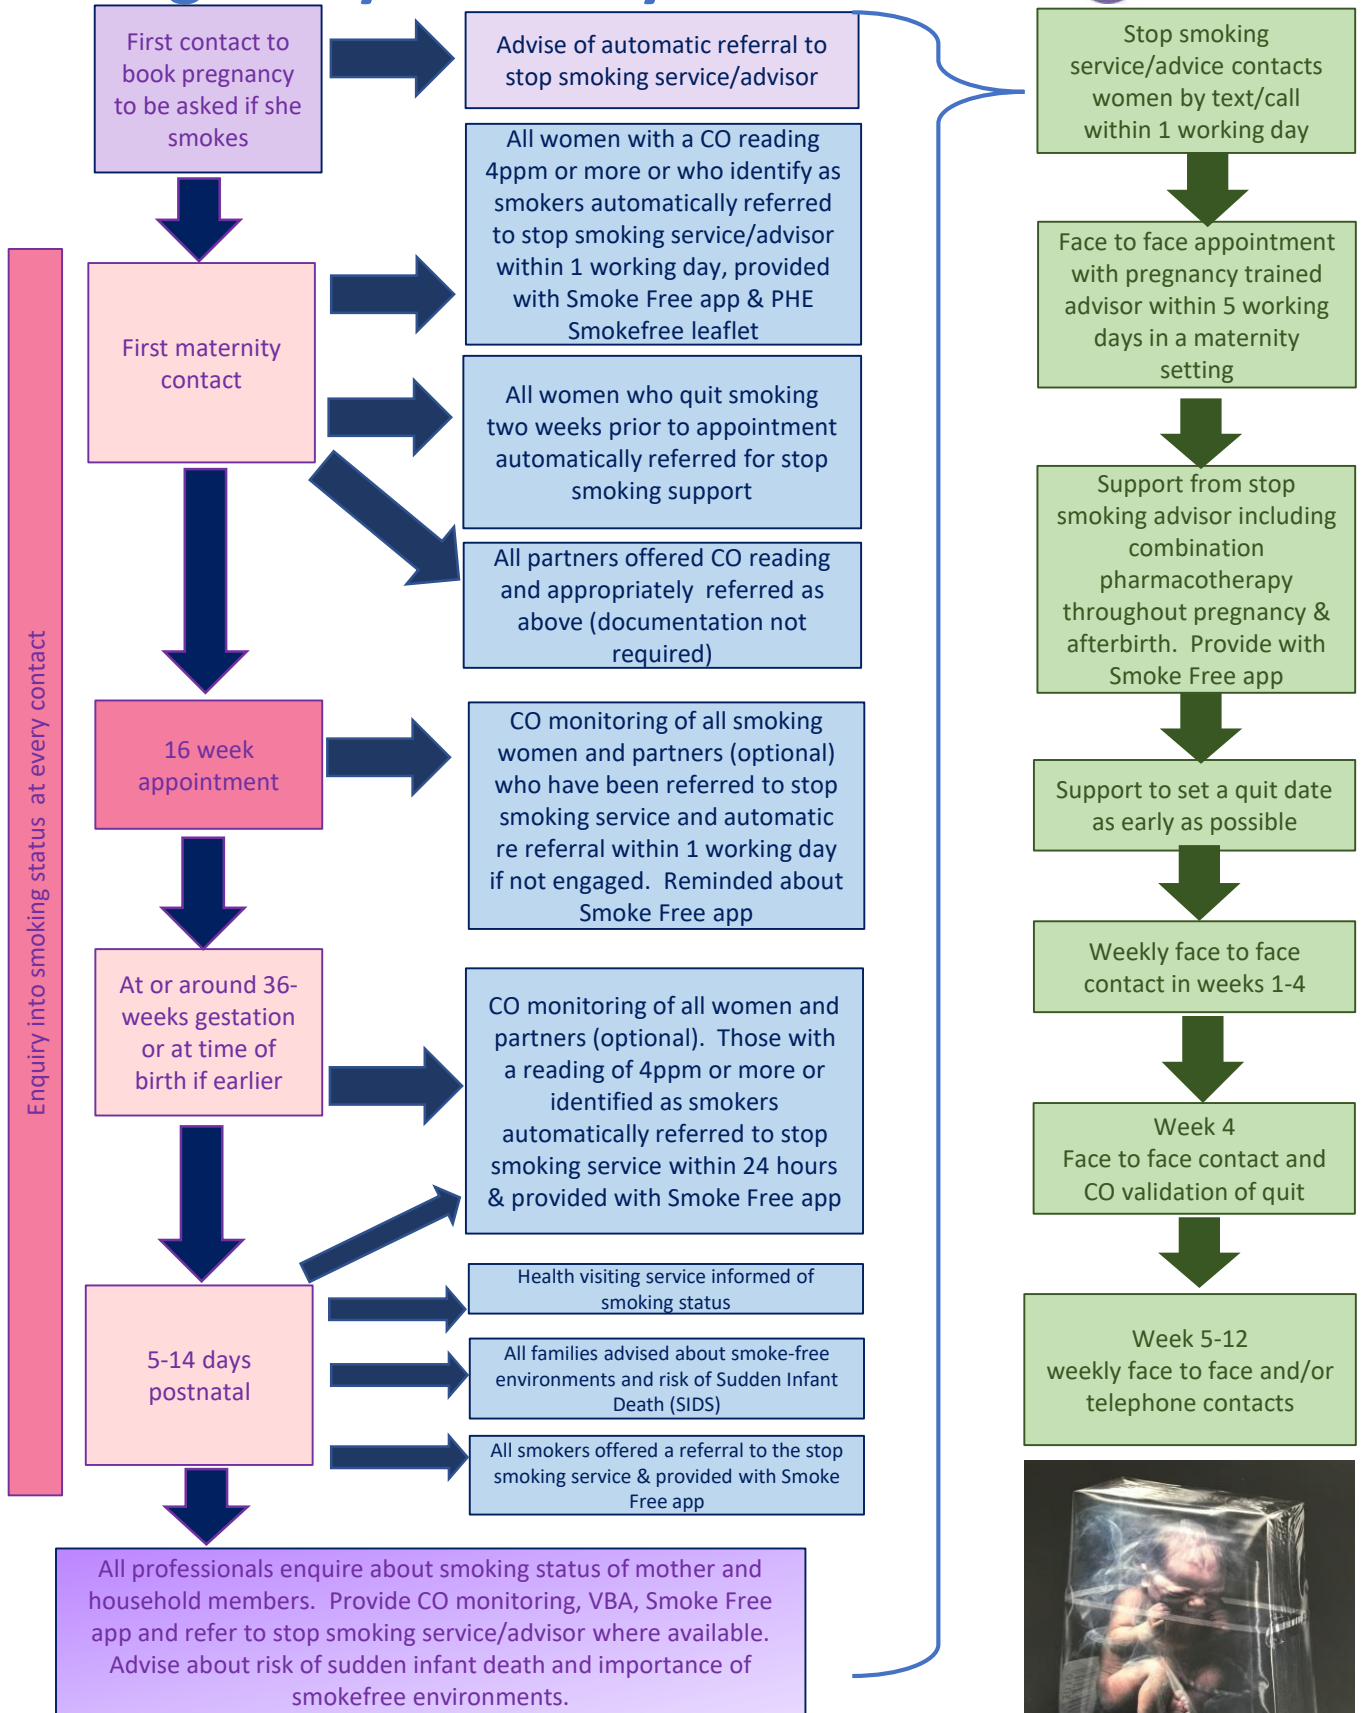 First contact to
book pregnancy
to be asked if she
smokes
Advise of automatic referral to
stop smoking service/advisor
Enquiry into smoking status at every contact
First maternity
contact
All women with a CO reading
4ppm or more or who identify as
smokers automatically referred
to stop smoking service/advisor
within 1 working day, provided
with Smoke Free app & PHE
Smokefree leaflet
All women who quit smoking
two weeks prior to appointment
automatically referred for stop
smoking support
All partners offered CO reading
and appropriately referred as
above (documentation not
required)
16 week
appointment
CO monitoring of all smoking
women and partners (optional)
who have been referred to stop
smoking service and automatic
re referral within 1 working day
if not engaged. Reminded about
Smoke Free app
At or around 36-
weeks gestation
or at time of
birth if earlier
CO monitoring of all women and
partners (optional). Those with
a reading of 4ppm or more or
identified as smokers
automatically referred to stop
smoking service within 24 hours
& provided with Smoke Free app
5-14 days
postnatal
Health visiting service informed of
smoking status
All families advised about smoke-free
environments and risk of Sudden Infant
Death (SIDS)
All smokers offered a referral to the stop
smoking service & provided with Smoke
Free app
All professionals enquire about smoking status of mother and
household members. Provide CO monitoring, VBA, Smoke Free
app and refer to stop smoking service/advisor where available.
Advise about risk of sudden infant death and importance of
smokefree environments.
Stop smoking
service/advice contacts
women by text/call
within 1 working day
Face to face appointment
with pregnancy trained
advisor within 5 working
days in a maternity
setting
Support from stop
smoking advisor including
combination
pharmacotherapy
throughout pregnancy &
afterbirth. Provide with
Smoke Free app
Support to set a quit date
as early as possible
Weekly face to face
contact in weeks 1-4
Week 4
Face to face contact and
CO validation of quit
Week 5-12
weekly face to face and/or
telephone contacts